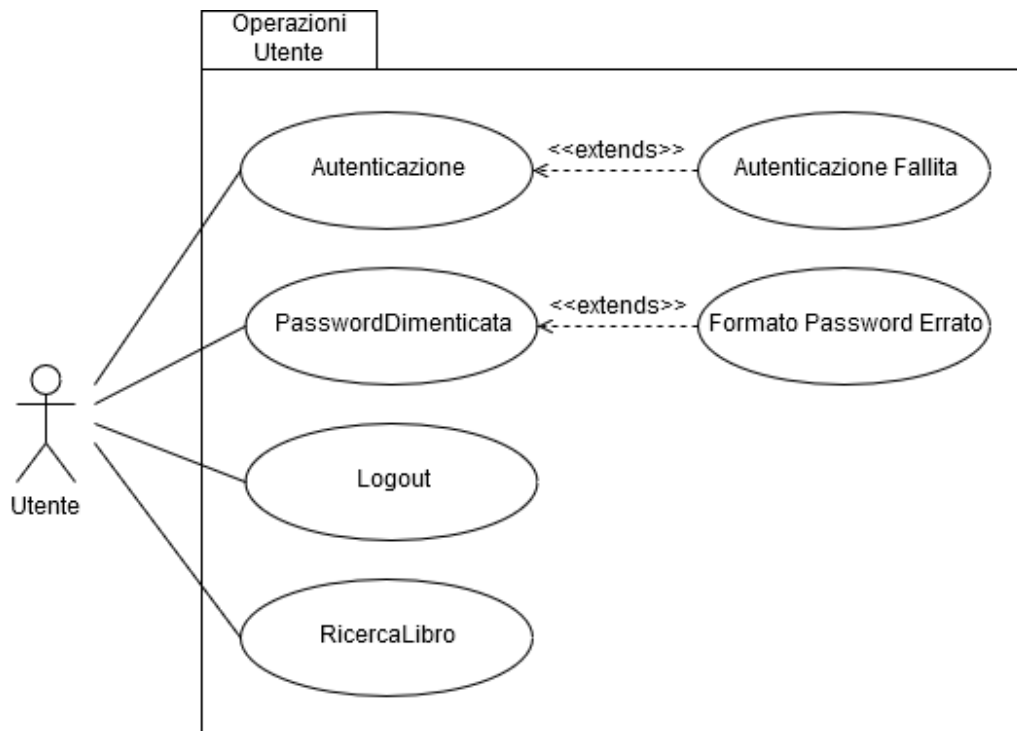 Operazioni
Utente
Autenticazione
<<extends>>
Autenticazione Fallita
PasswordDimenticata
<<extends>>
Formato Password Errato
Utente
Logout
RicercaLibro